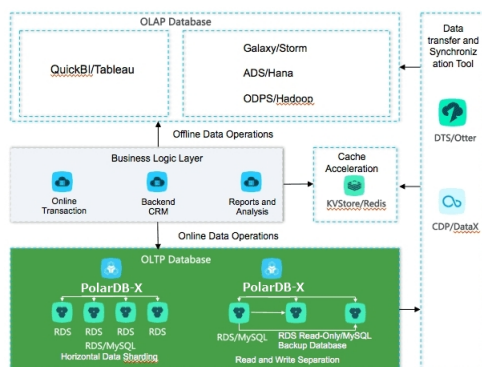 OLAP Database
QuickBI/Tableau
Galaxy/Storm
ADS/Hana
ODPS/Hadoop
Data
transfer and
Synchroniz
ation Tool
DTS/Otter
CDP/DataX
Offline Data Operations
Business Logic Layer
Online
Transaction
Backend
CRM
Reports and
Analysis
Cache
Acceleration
KVStore/Redis
Online Data Operations
OLTP Database
PolarDB-X
RDS
RDS
RDS
RDS
RDS/MySQL
Horizontal Data Sharding
PolarDB-X
RDS/MySQL
RDS Read-Only/MySQL
Backup Database
Read and Write Separation